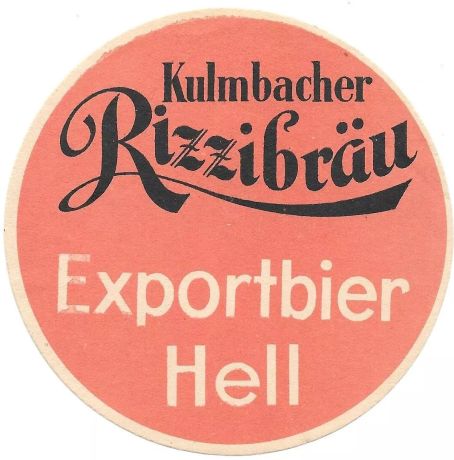 Kulmbacher
Rizzibräu
Exportbier
Hell